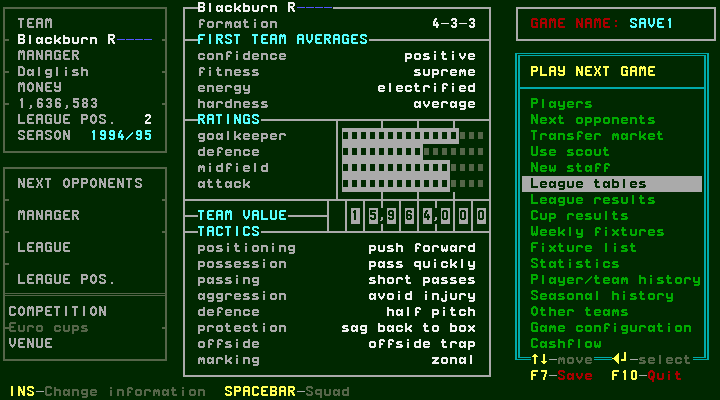 TEAM
Blackburn R
MANAGER
Dalglish
MONEY
1,636,583
LEAGUE POS. 2
SEASON 1994/95
NEXT OPPONENTS
MANAGER
LEAGUE
LEAGUE POS.
COMPETITION
Euro cups
VENUE
Blackburn R
formation 4-3-3
FIRST TEAM AVERAGES
confidence positive
fitness supreme
energy electrified
hardness average
RATINGS
goalkeeper
defence
midfield
attack
TEAM VALUE 15,964,000
TACTICS
positioning push forward
possession pass quickly
passing short passes
aggression avoid injury
defence half pitch
protection sag back to box
offside offside trap
marking zonal
GAME NAME: SAVE1
PLAY NEXT GAME
Players
Next opponents
Transfer market
Use scout
New staff
League tables
League results
Cup results
Weekly fixtures
Fixture list
Statistics
Player/team history
Seasonal history
Other teams
Game configuration
Cashflow
↑↓-move ↵-select
F7-Save F10-Quit
INS-Change information SPACEBAR-Squad